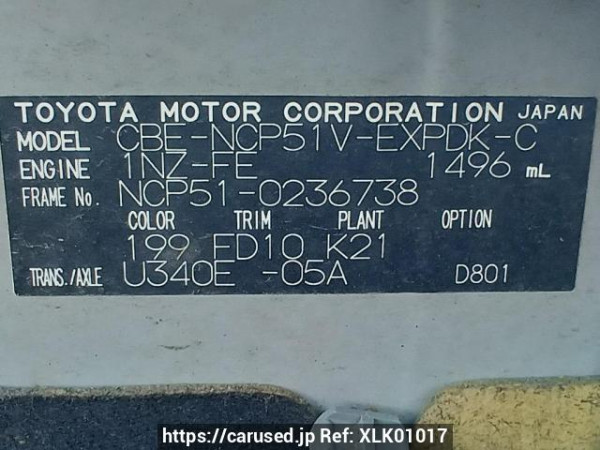 TOYOTA MOTOR CORPORATION JAPAN
MODEL CBE-NCP51V-EXPDK-C
ENGINE 1NZ-FE 1496 mL
FRAME No. NCP51-0236738
COLOR TRIM PLANT OPTION
199 FD10 K21
TRANS./AXLE U340E -05A D801
https://carused.jp Ref: XLK01017